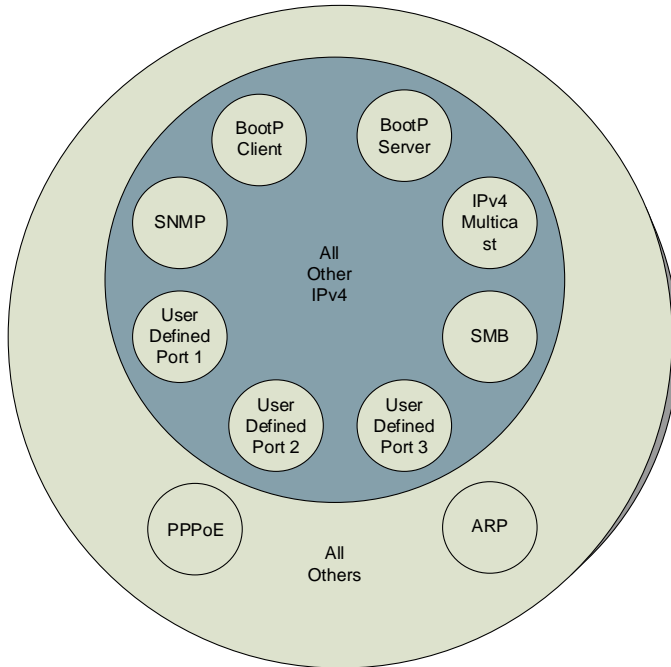 BootP
Client
BootP
Server
SNMP
IPv4
Multica
st
All
Other
IPv4
User
Defined
Port 1
SMB
User
Defined
Port 2
User
Defined
Port 3
PPPoE
ARP
All
Others